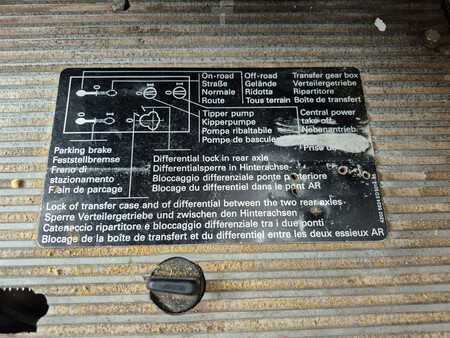 On-road Off-road Transfer gear box
Straße Gelände Verteilergetriebe
Normale Ridotta Ripartitore
Route Tous terrain Boîte de transfert
Tipper pump Central power
Kipperpumpe take-off
Pompa ribaltabile Nebenantrieb
Pompe de bascule
Prise de
Parking brake
Feststellbremse
Freno di
stazionamento
Frein de parcage
Differential lock in rear axle
Differentialsperre in Hinterachse
Bloccaggio differenziale ponte posteriore
Blocage du differentiel dans le pont AR
Lock of transfer case and of differential between the two rear axles
Sperre Verteilergetriebe und zwischen den Hinterachsen
Catenaccio ripartitore e bloccaggio differenziale tra i due ponti
Blocage de la boîte de transfert et du differentiel entre les deux essieux AR